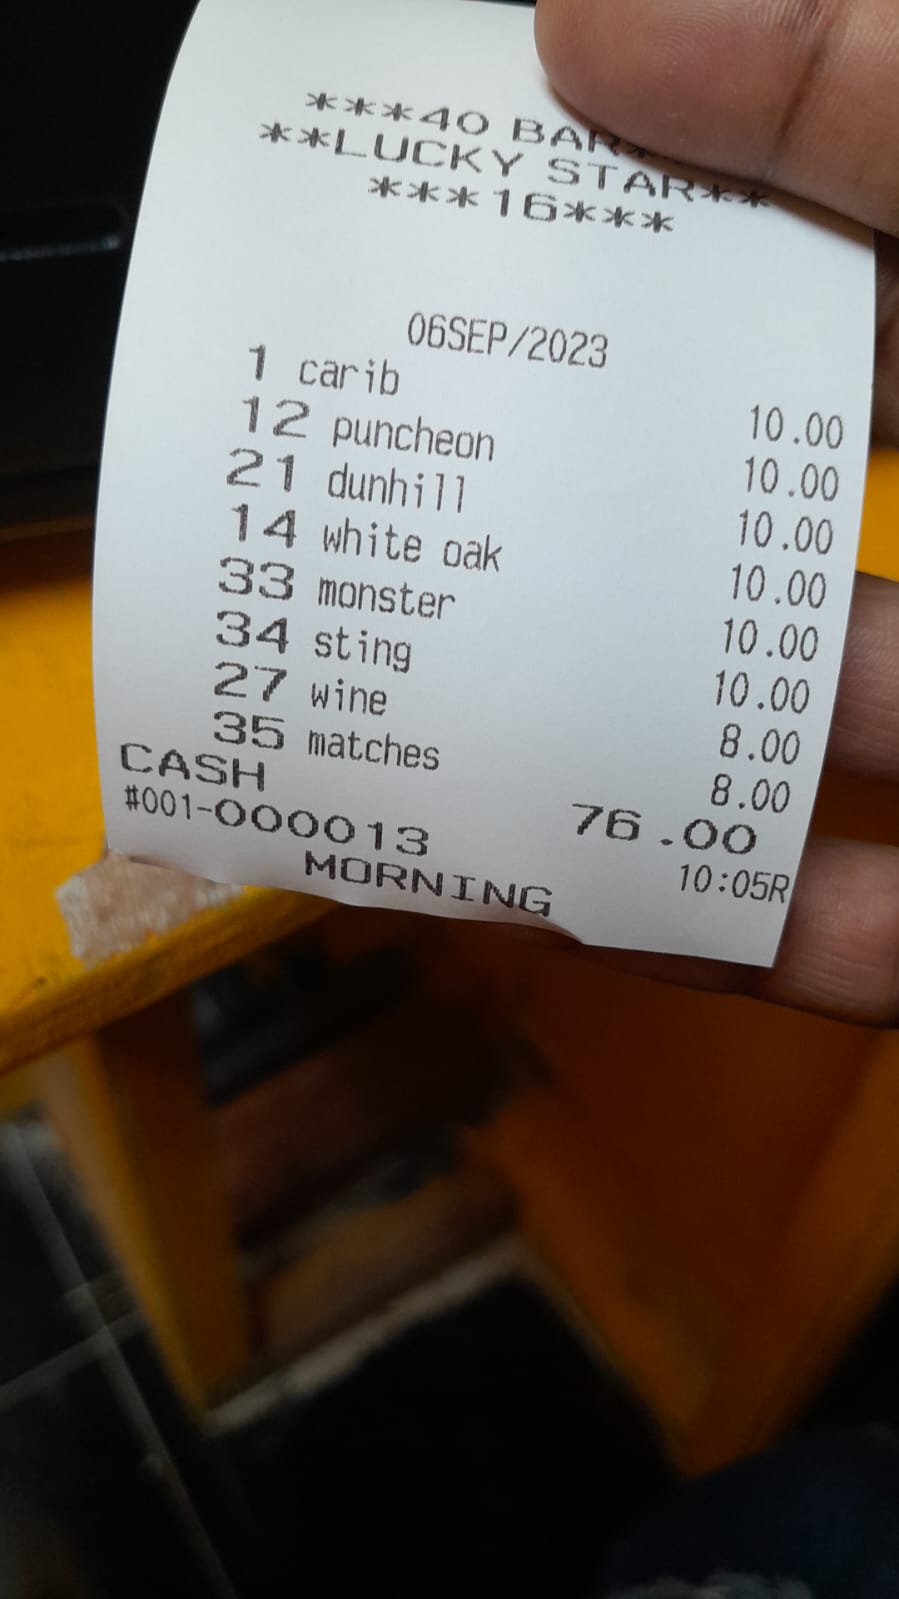 ***40 BAR***
**LUCKY STAR**
***16***
06SEP/2023
1 carib 10.00
12 puncheon 10.00
21 dunhill 10.00
14 white oak 10.00
33 monster 10.00
34 sting 10.00
27 wine 8.00
35 matches 8.00
CASH 76.00
#001-000013 10:05R
MORNING